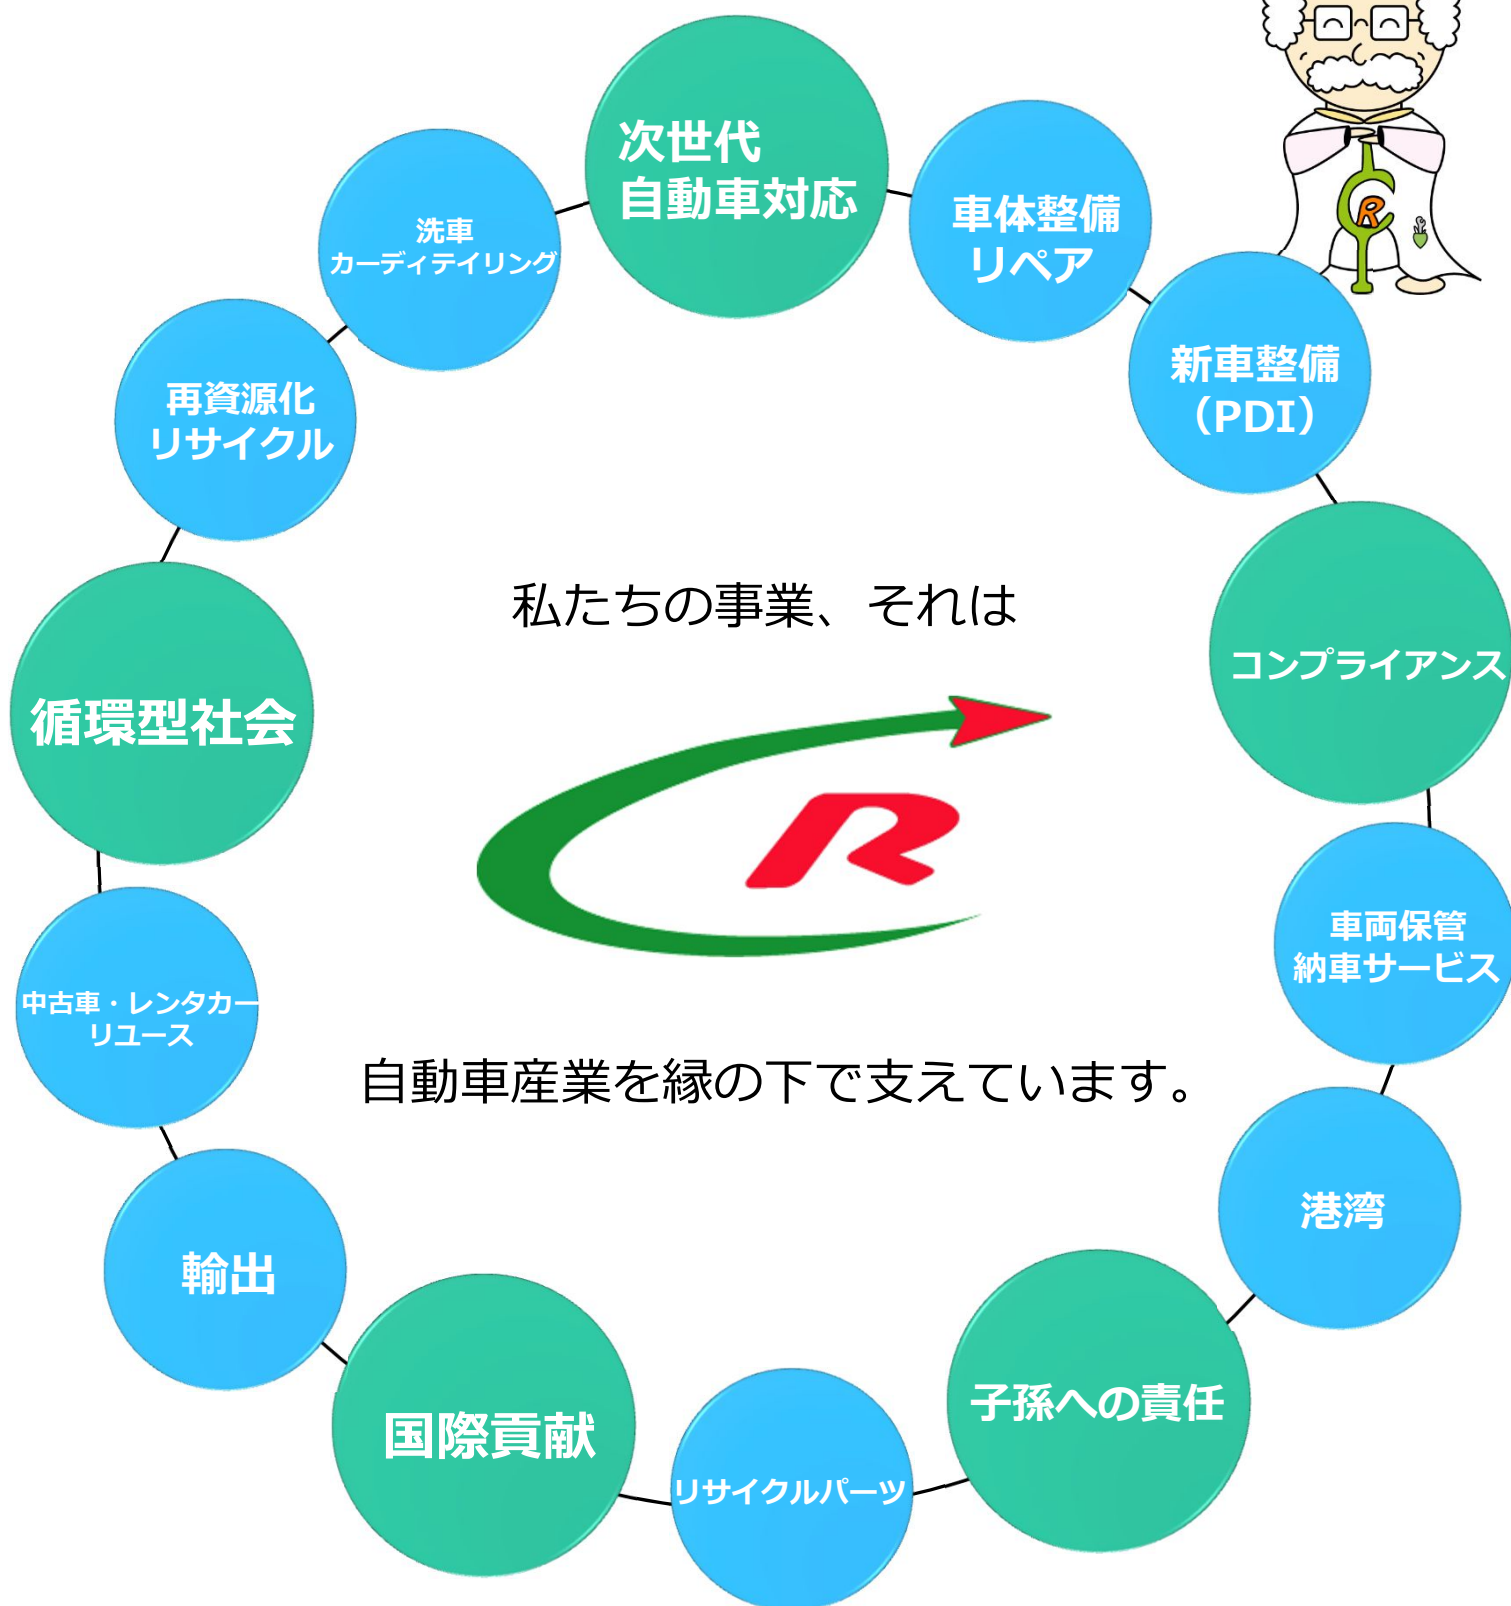 次世代
自動車対応
車体整備
リペア
新車整備
（PDI）
コンプライアンス
車両保管
納車サービス
港湾
子孫への責任
リサイクルパーツ
国際貢献
輸出
中古車・レンタカー
リユース
循環型社会
再資源化
リサイクル
洗車
カーディテイリング
私たちの事業、それは
R
自動車産業を縁の下で支えています。
R